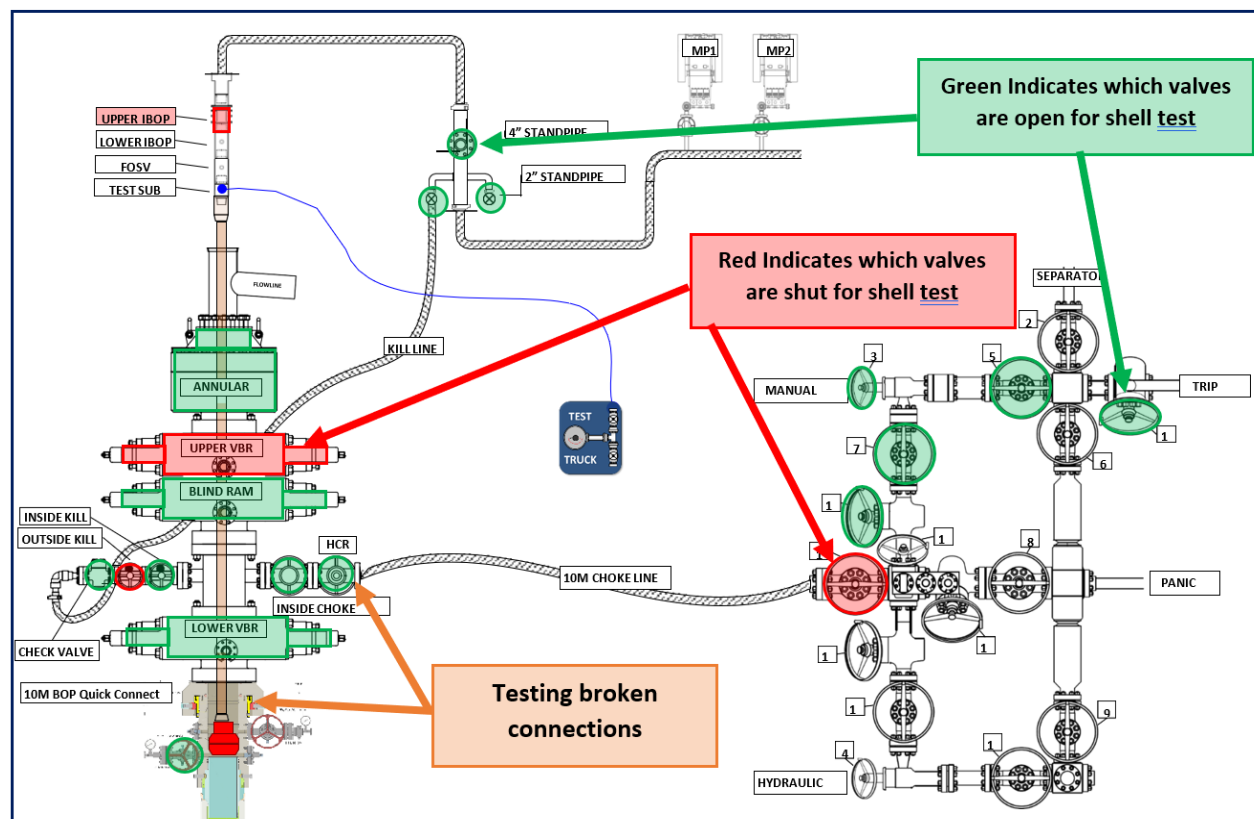 MP1
MP2
Green Indicates which valves
are open for shell test
UPPER IBOP
LOWER IBOP
FOSV
TEST SUB
4” STANDPIPE
2” STANDPIPE
Red Indicates which valves
are shut for shell test
FLOWLINE
SEPARATO
2
KILL LINE
3
5
ANNULAR
MANUAL
TRIP
TEST
TRUCK
1
7
6
UPPER VBR
BLIND RAM
1
INSIDE KILL
OUTSIDE KILL
HCR
1
8
1
10M CHOKE LINE
PANIC
INSIDE CHOKE
LOWER VBR
CHECK VALVE
1
1
10M BOP Quick Connect
Testing broken
connections
1
9
4
1
HYDRAULIC